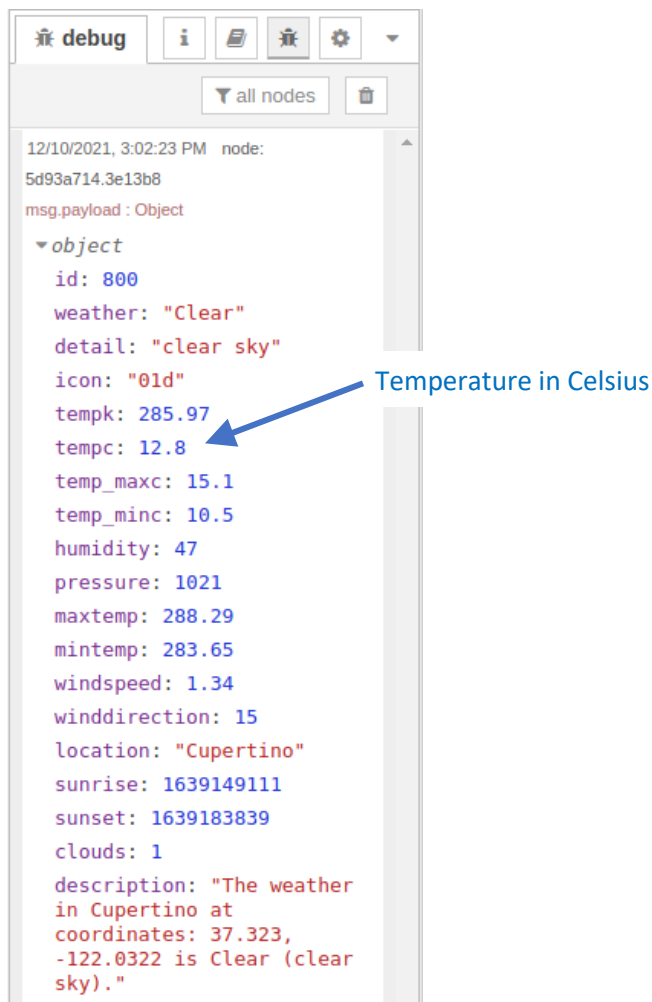 debug
all nodes
12/10/2021, 3:02:23 PM node:
5d93a714.3e13b8
msg.payload : Object
object
id: 800
weather: "Clear"
detail: "clear sky"
icon: "01d"
Temperature in Celsius
tempk: 285.97
tempc: 12.8
temp_maxc: 15.1
temp_minc: 10.5
humidity: 47
pressure: 1021
maxtemp: 288.29
mintemp: 283.65
windspeed: 1.34
winddirection: 15
location: "Cupertino"
sunrise: 1639149111
sunset: 1639183839
clouds: 1
description: "The weather
in Cupertino at
coordinates: 37.323,
-122.0322 is Clear (clear
sky)."